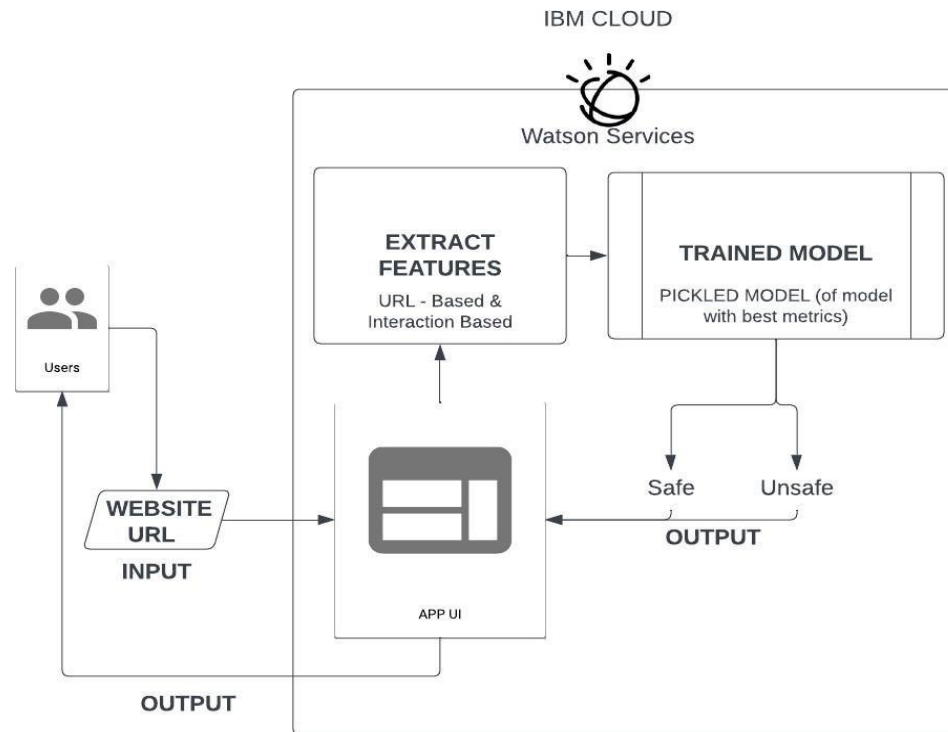 IBM CLOUD
Watson Services
EXTRACT
FEATURES
URL - Based &
Interaction Based
TRAINED MODEL
PICKLED MODEL (of model
with best metrics)
Users
Safe
Unsafe
WEBSITE
URL
INPUT
OUTPUT
APP UI
OUTPUT